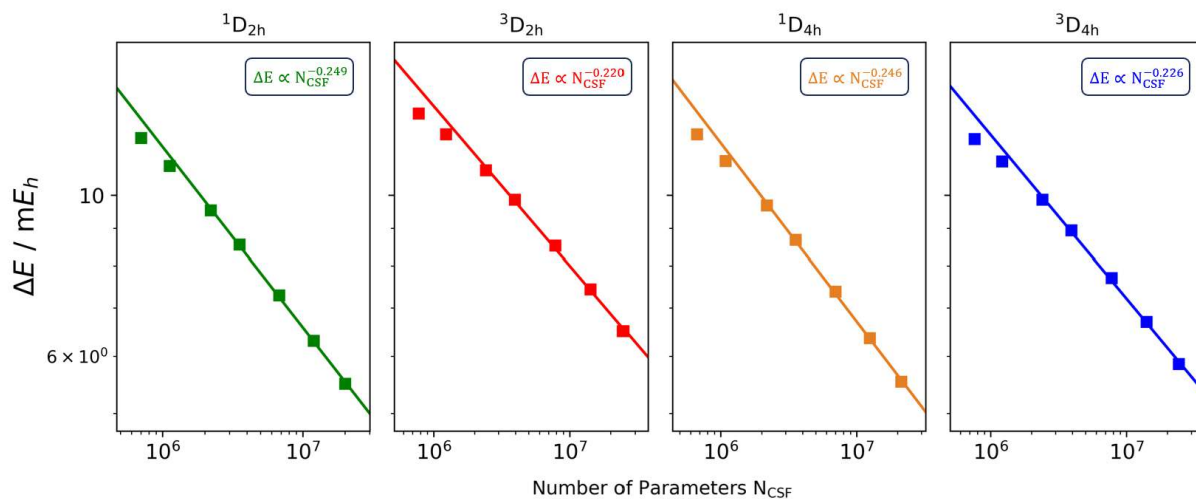 ¹D₂ₕ
³D₂ₕ
¹D₄ₕ
³D₄ₕ
ΔE ∝ N_CSF^−0.249
ΔE ∝ N_CSF^−0.220
ΔE ∝ N_CSF^−0.246
ΔE ∝ N_CSF^−0.226
ΔE / mEₕ
10
6 × 10⁰
10⁶ 10⁷
10⁶ 10⁷
10⁶ 10⁷
10⁶ 10⁷
Number of Parameters N_CSF